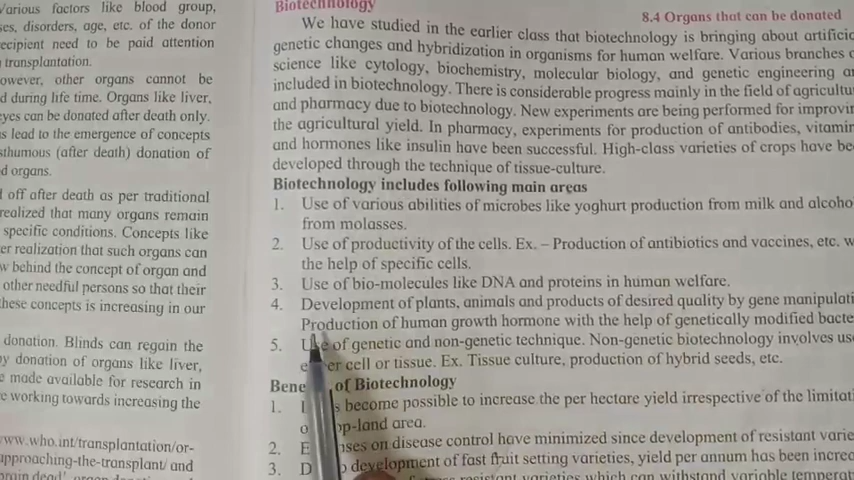 Various factors like blood group,
ses, disorders, age, etc. of the donor
ecipient need to be paid attention
transplantation.
owever, other organs cannot be
d during life time. Organs like liver,
eyes can be donated after death only.
s lead to the emergence of concepts
sthumous (after death) donation of
d organs.
l off after death as per traditional
realized that many organs remain
specific conditions. Concepts like
er realization that such organs can
w behind the concept of organ and
other needful persons so that their
hese concepts is increasing in our
donation. Blinds can regain the
by donation of organs like liver,
e made available for research in
e working towards increasing the
www.who.int/transplantation/or-
approaching-the-transplant/ and
Biotechnology
8.4 Organs that can be donated
We have studied in the earlier class that biotechnology is bringing about artific
genetic changes and hybridization in organisms for human welfare. Various branches
science like cytology, biochemistry, molecular biology, and genetic engineering a
included in biotechnology. There is considerable progress mainly in the field of agricultu
and pharmacy due to biotechnology. New experiments are being performed for improvin
the agricultural yield. In pharmacy, experiments for production of antibodies, vitamin
and hormones like insulin have been successful. High-class varieties of crops have be
developed through the technique of tissue-culture.
Biotechnology includes following main areas
1. Use of various abilities of microbes like yoghurt production from milk and alcoho
from molasses.
2. Use of productivity of the cells. Ex. – Production of antibiotics and vaccines, etc. w
the help of specific cells.
3. Use of bio-molecules like DNA and proteins in human welfare.
4. Development of plants, animals and products of desired quality by gene manipulati
Production of human growth hormone with the help of genetically modified bacte
5. Use of genetic and non-genetic technique. Non-genetic biotechnology involves use
er cell or tissue. Ex. Tissue culture, production of hybrid seeds, etc.
Bene of Biotechnology
1. I s become possible to increase the per hectare yield irrespective of the limitat
op-land area.
2. E nses on disease control have minimized since development of resistant varie
3. D o development of fast fruit setting varieties, yield per annum has been increa
resistant varieties which can withstand variable temperat